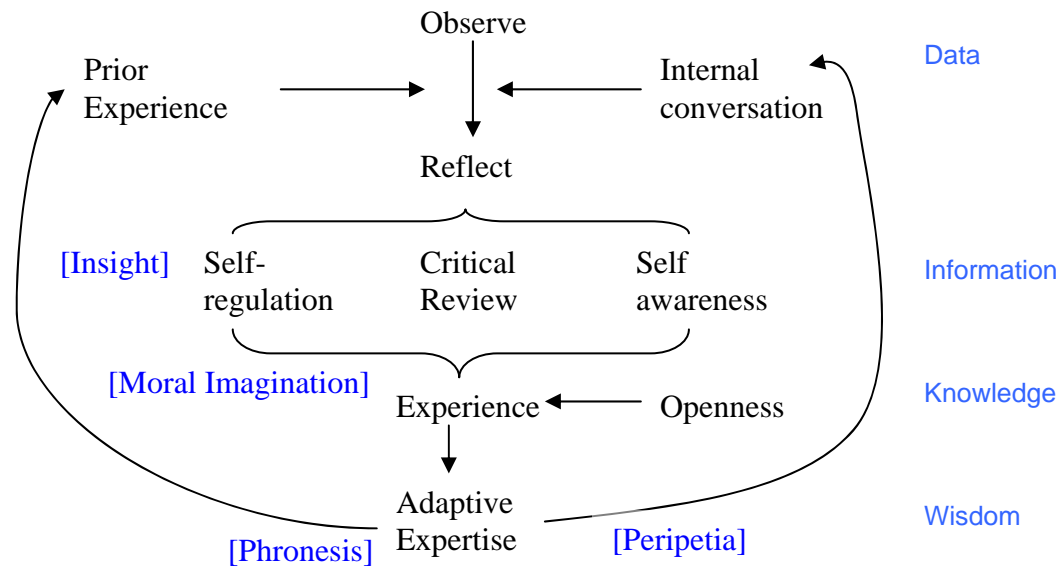 Observe
Data
Prior
Experience
Internal
conversation
Reflect
[Insight]
Self-
regulation
Critical
Review
Self
awareness
Information
[Moral Imagination]
Experience
Openness
Knowledge
Adaptive
Expertise
Wisdom
[Phronesis]
[Peripetia]